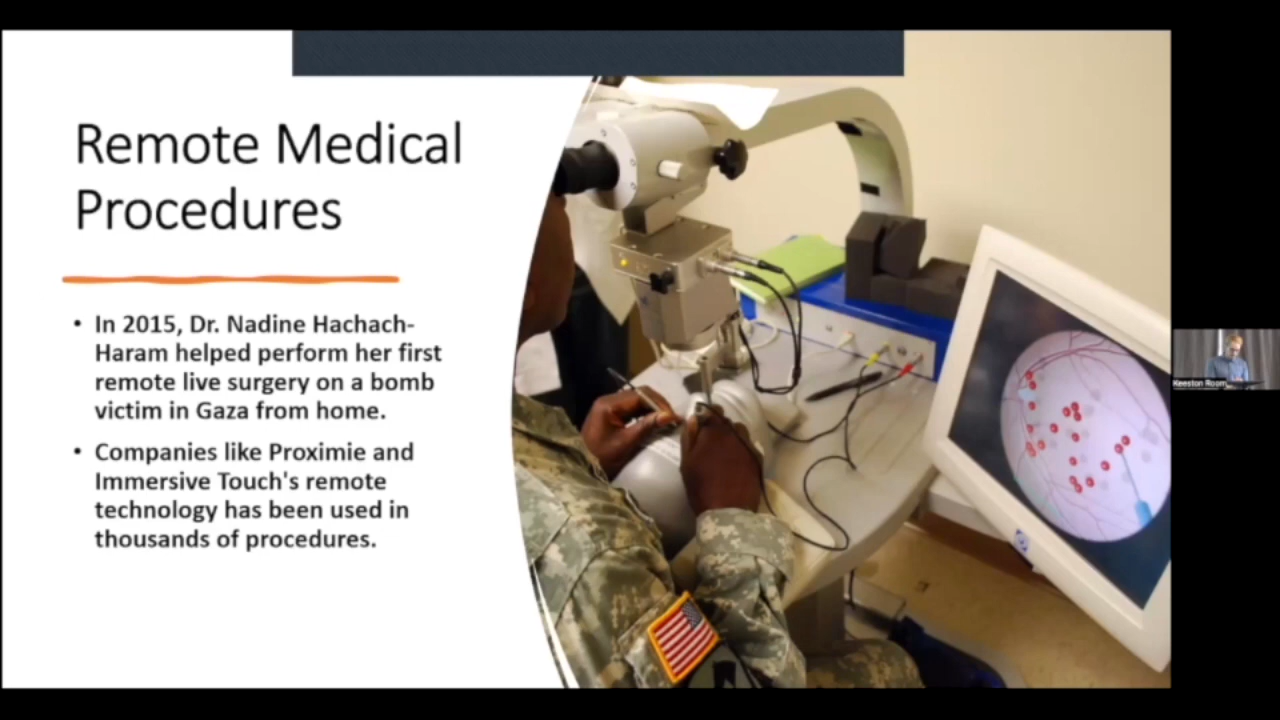 Remote Medical
Procedures
• In 2015, Dr. Nadine Hachach-
Haram helped perform her first
remote live surgery on a bomb
victim in Gaza from home.
• Companies like Proximie and
Immersive Touch's remote
technology has been used in
thousands of procedures.
Keeston Room